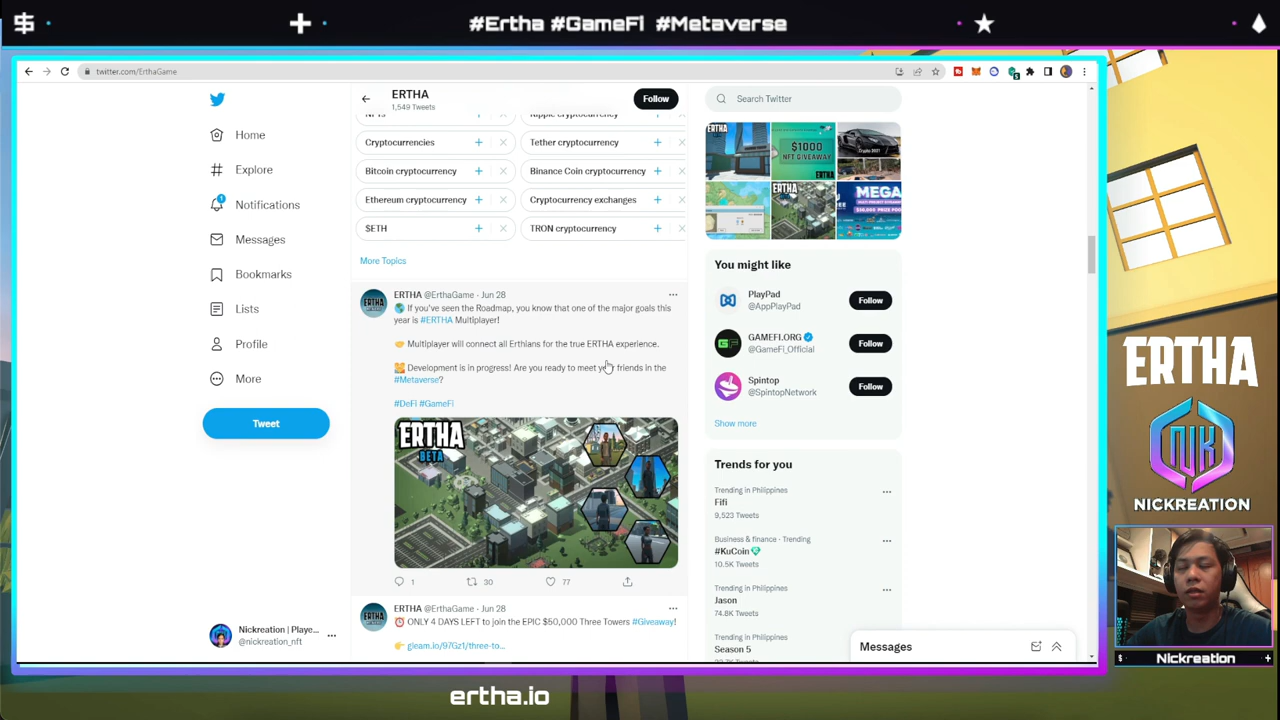 #Ertha #GameFi #Metaverse
twitter.com/ErthaGame
Home
Explore
1
Notifications
Messages
Bookmarks
Lists
Profile
More
Tweet
Nickreation | Playe...
@nickreation_nft
ERTHA
1,549 Tweets
Follow
NFTs
Ripple cryptocurrency
Cryptocurrencies
Tether cryptocurrency
Bitcoin cryptocurrency
Binance Coin cryptocurrency
Ethereum cryptocurrency
Cryptocurrency exchanges
$ETH
TRON cryptocurrency
More Topics
ERTHA @ErthaGame · Jun 28
If you've seen the Roadmap, you know that one of the major goals this
year is #ERTHA Multiplayer!
Multiplayer will connect all Erthians for the true ERTHA experience.
Development is in progress! Are you ready to meet your friends in the
#Metaverse?
#DeFi #GameFi
ERTHA
BETA
1
30
77
ERTHA @ErthaGame · Jun 28
ONLY 4 DAYS LEFT to join the EPIC $50,000 Three Towers #Giveaway!
gleam.io/97Gz1/three-to...
Search Twitter
ERTHA
$1000
NFT GIVEAWAY
ERTHA
ERTHA
MEGA
You might like
PlayPad
@AppPlayPad
Follow
GAMEFI.ORG
@GameFi_Official
Follow
Spintop
@SpintopNetwork
Follow
Show more
Trends for you
Trending in Philippines
Fifi
9,523 Tweets
Business & finance · Trending
#KuCoin
10.5K Tweets
Trending in Philippines
Jason
74.8K Tweets
Trending in Philippines
Season 5
Messages
ERTHA
NIK
NICKREATION
Nickreation
ertha.io